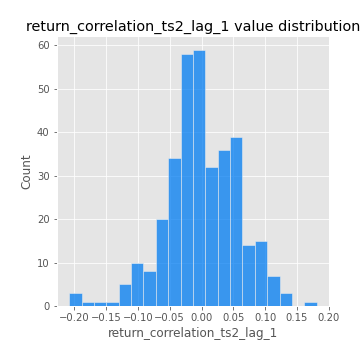 return_correlation_ts2_lag_1 value distribution
60
50
40
30
20
10
0
Count
−0.20 −0.15 −0.10 −0.05 0.00 0.05 0.10 0.15 0.20
return_correlation_ts2_lag_1